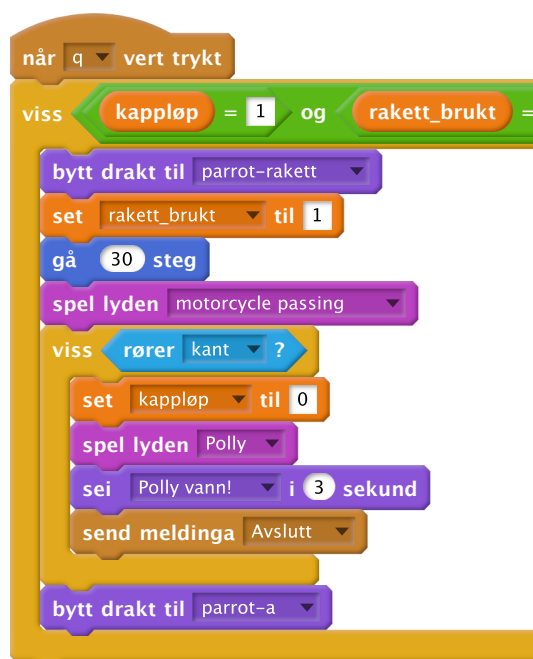 når q vert trykt
viss kappløp = 1 og rakett_brukt =
bytt drakt til parrot-rakett
set rakett_brukt til 1
gå 30 steg
spel lyden motorcycle passing
viss rører kant ?
set kappløp til 0
spel lyden Polly
sei Polly vann! i 3 sekund
send meldinga Avslutt
bytt drakt til parrot-a